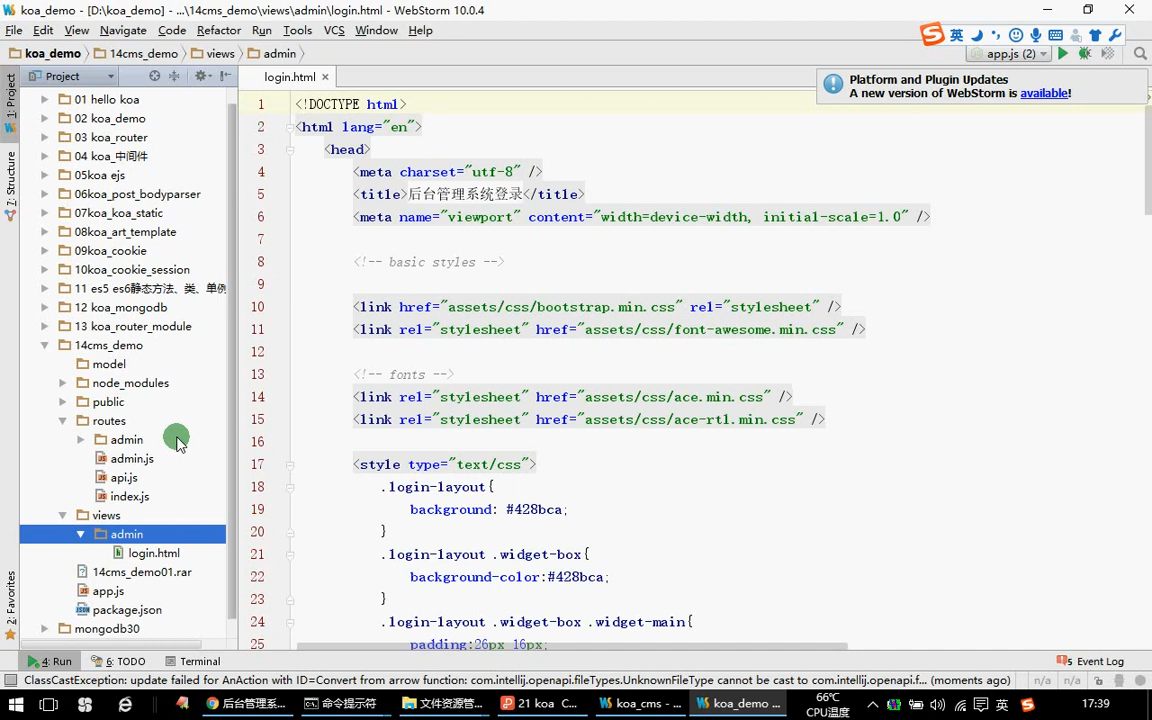 koa_demo - [D:\koa_demo] - ...\14cms_demo\views\admin\login.html - WebStorm 10.0.4
File Edit View Navigate Code Refactor Run Tools VCS Window Help
英
koa_demo 14cms_demo views admin
app.js (2)
Project
login.html
Platform and Plugin Updates
A new version of WebStorm is available!
1: Project
Z: Structure
2: Favorites
01 hello koa
02 koa_demo
03 koa_router
04 koa_中间件
05koa ejs
06koa_post_bodyparser
07koa_koa_static
08koa_art_template
09koa_cookie
10koa_cookie_session
11 es5 es6静态方法、类、单例
12 koa_mongodb
13 koa_router_module
14cms_demo
model
node_modules
public
routes
admin
admin.js
api.js
index.js
views
admin
login.html
14cms_demo01.rar
app.js
package.json
mongodb30
1 <!DOCTYPE html>
2 <html lang="en">
3 <head>
4 <meta charset="utf-8" />
5 <title>后台管理系统登录</title>
6 <meta name="viewport" content="width=device-width, initial-scale=1.0" />
7
8 <!-- basic styles -->
9
10 <link href="assets/css/bootstrap.min.css" rel="stylesheet" />
11 <link rel="stylesheet" href="assets/css/font-awesome.min.css" />
12
13 <!-- fonts -->
14 <link rel="stylesheet" href="assets/css/ace.min.css" />
15 <link rel="stylesheet" href="assets/css/ace-rtl.min.css" />
16
17 <style type="text/css">
18 .login-layout{
19 background: #428bca;
20 }
21 .login-layout .widget-box{
22 background-color:#428bca;
23 }
24 .login-layout .widget-box .widget-main{
25 padding:26px 16px;
4: Run 6: TODO Terminal 5 Event Log
ClassCastException: update failed for AnAction with ID=Convert from arrow function: com.intellij.openapi.fileTypes.UnknownFileType cannot be cast to com.intellij.openapi.f... (moments ago) n/a n/a
后台管理系... 命令提示符 文件资源管... 21 koa C... koa_cms - ... koa_demo ...
66℃
CPU温度
英 17:39